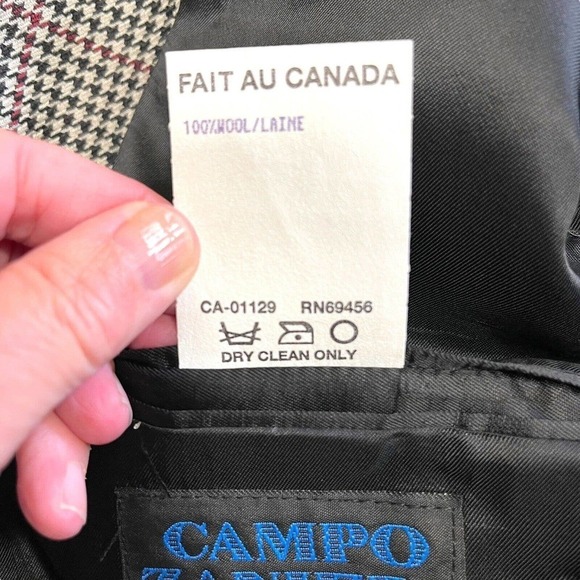 FAIT AU CANADA
100%WOOL/LAINE
CA-01129 RN69456
DRY CLEAN ONLY
CAMPO